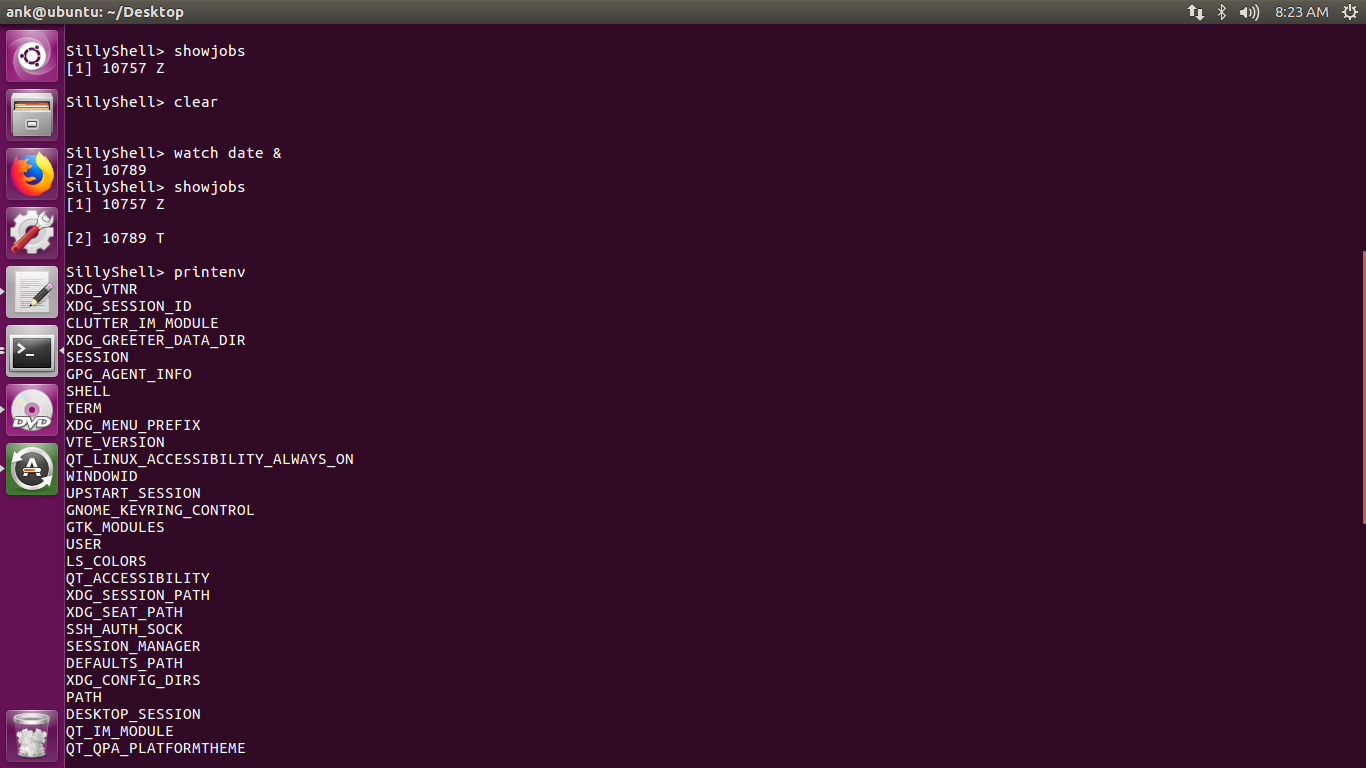 ank@ubuntu: ~/Desktop
8:23 AM
SillyShell> showjobs
[1] 10757 Z
SillyShell> clear
SillyShell> watch date &
[2] 10789
SillyShell> showjobs
[1] 10757 Z
[2] 10789 T
SillyShell> printenv
XDG_VTNR
XDG_SESSION_ID
CLUTTER_IM_MODULE
XDG_GREETER_DATA_DIR
SESSION
GPG_AGENT_INFO
SHELL
TERM
XDG_MENU_PREFIX
VTE_VERSION
QT_LINUX_ACCESSIBILITY_ALWAYS_ON
WINDOWID
UPSTART_SESSION
GNOME_KEYRING_CONTROL
GTK_MODULES
USER
LS_COLORS
QT_ACCESSIBILITY
XDG_SESSION_PATH
XDG_SEAT_PATH
SSH_AUTH_SOCK
SESSION_MANAGER
DEFAULTS_PATH
XDG_CONFIG_DIRS
PATH
DESKTOP_SESSION
QT_IM_MODULE
QT_QPA_PLATFORMTHEME
>_
DVD
A